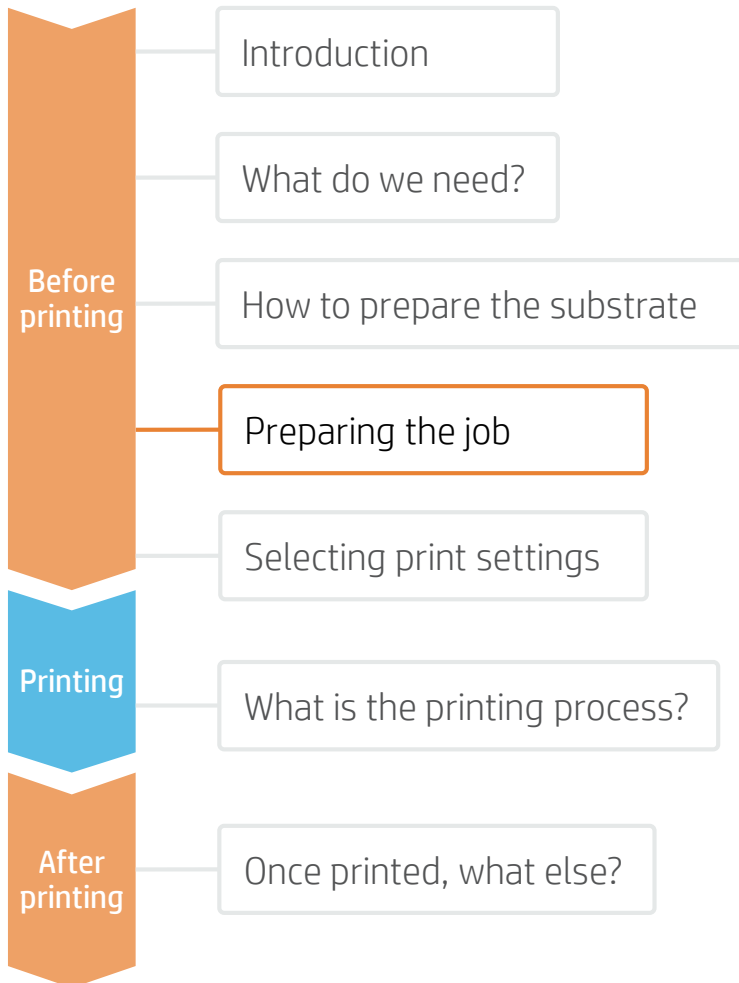 Introduction
What do we need?
Before
printing
How to prepare the substrate
Preparing the job
Selecting print settings
Printing
What is the printing process?
After
printing
Once printed, what else?